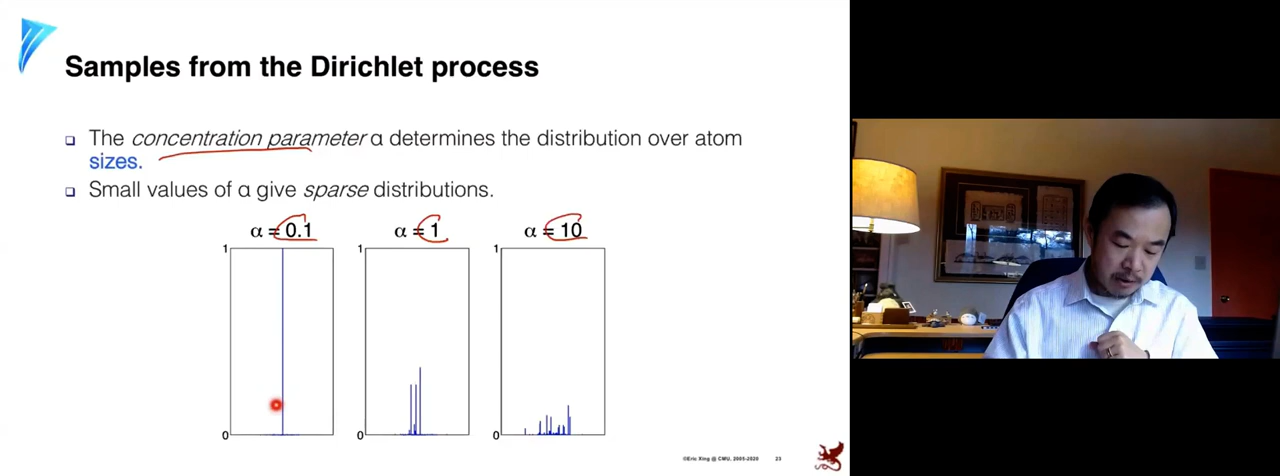 Samples from the Dirichlet process
The concentration parameter α determines the distribution over atom
sizes.
Small values of α give sparse distributions.
α = 0.1
α = 1
α = 10
1
1
1
0
0
0
©Eric Xing @ CMU, 2005-2020
23